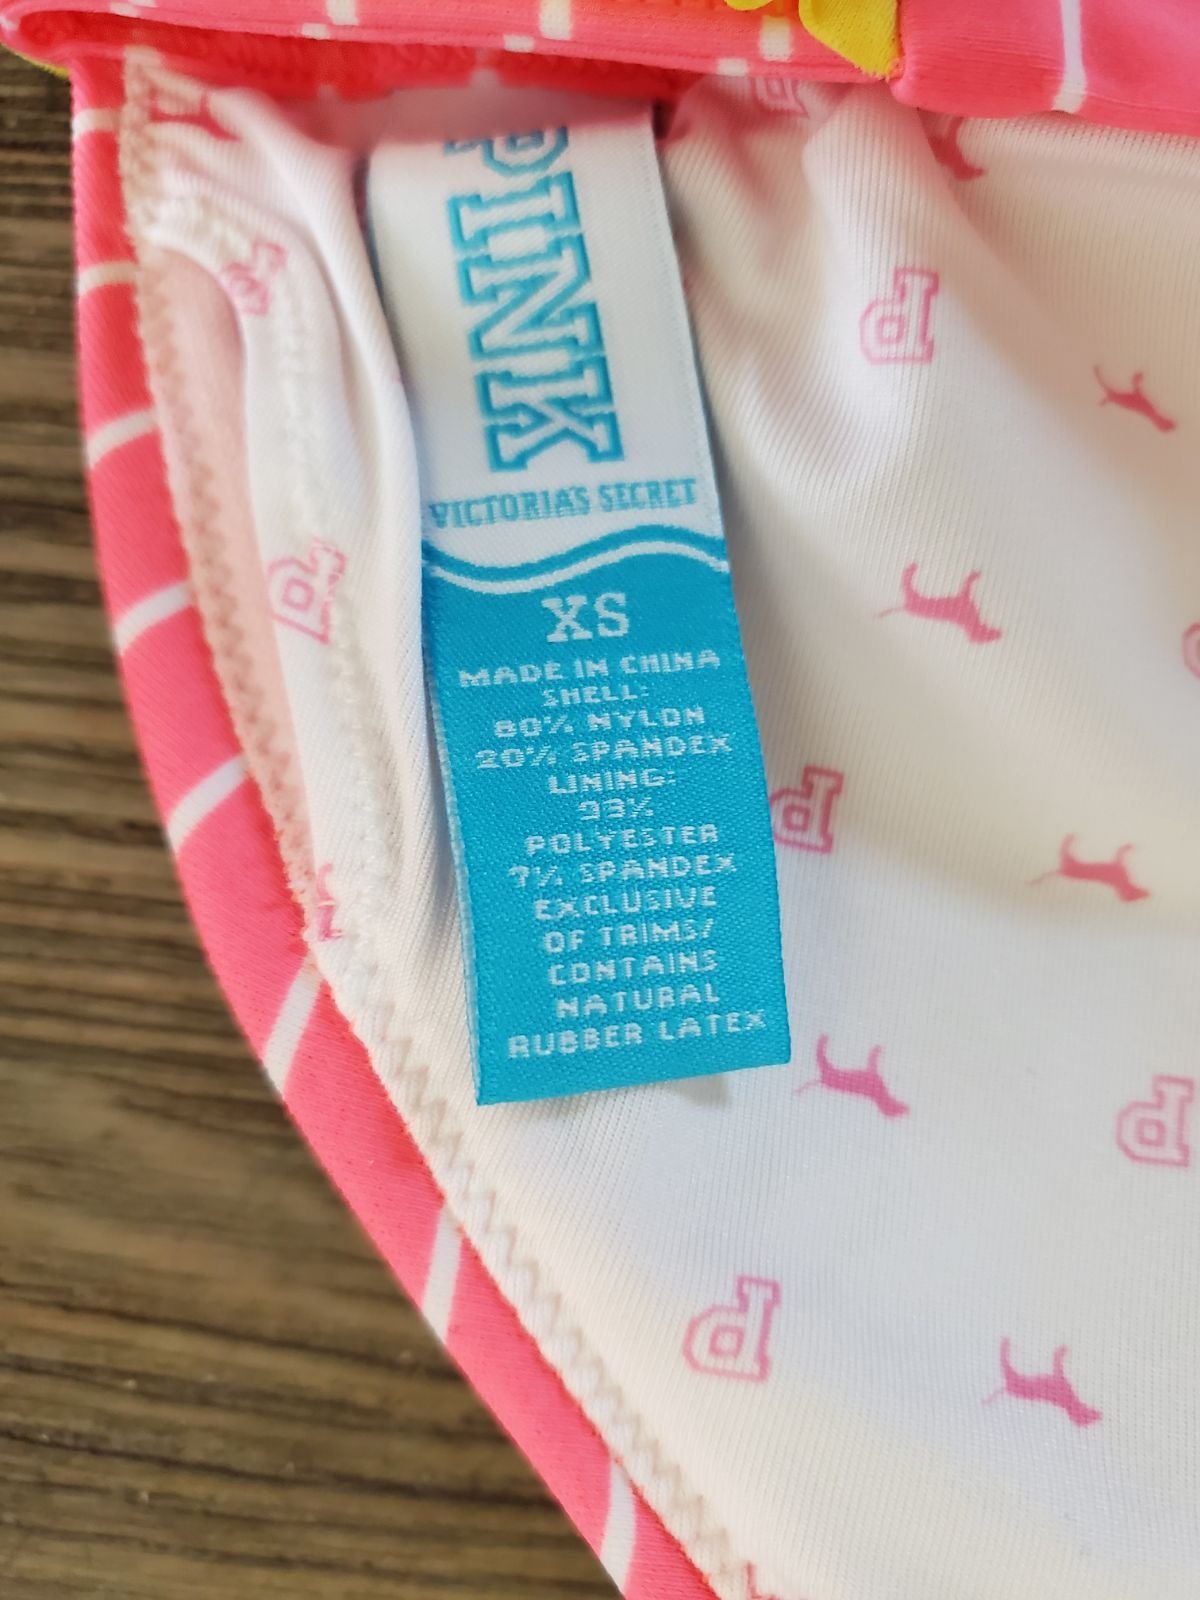 PINK
VICTORIA'S SECRET
XS
MADE IN CHINA
SHELL:
80% NYLON
20% SPANDEX
LINING:
93%
POLYESTER
7% SPANDEX
EXCLUSIVE
OF TRIMS/
CONTAINS
NATURAL
RUBBER LATEX
P
P
P
P
P
P